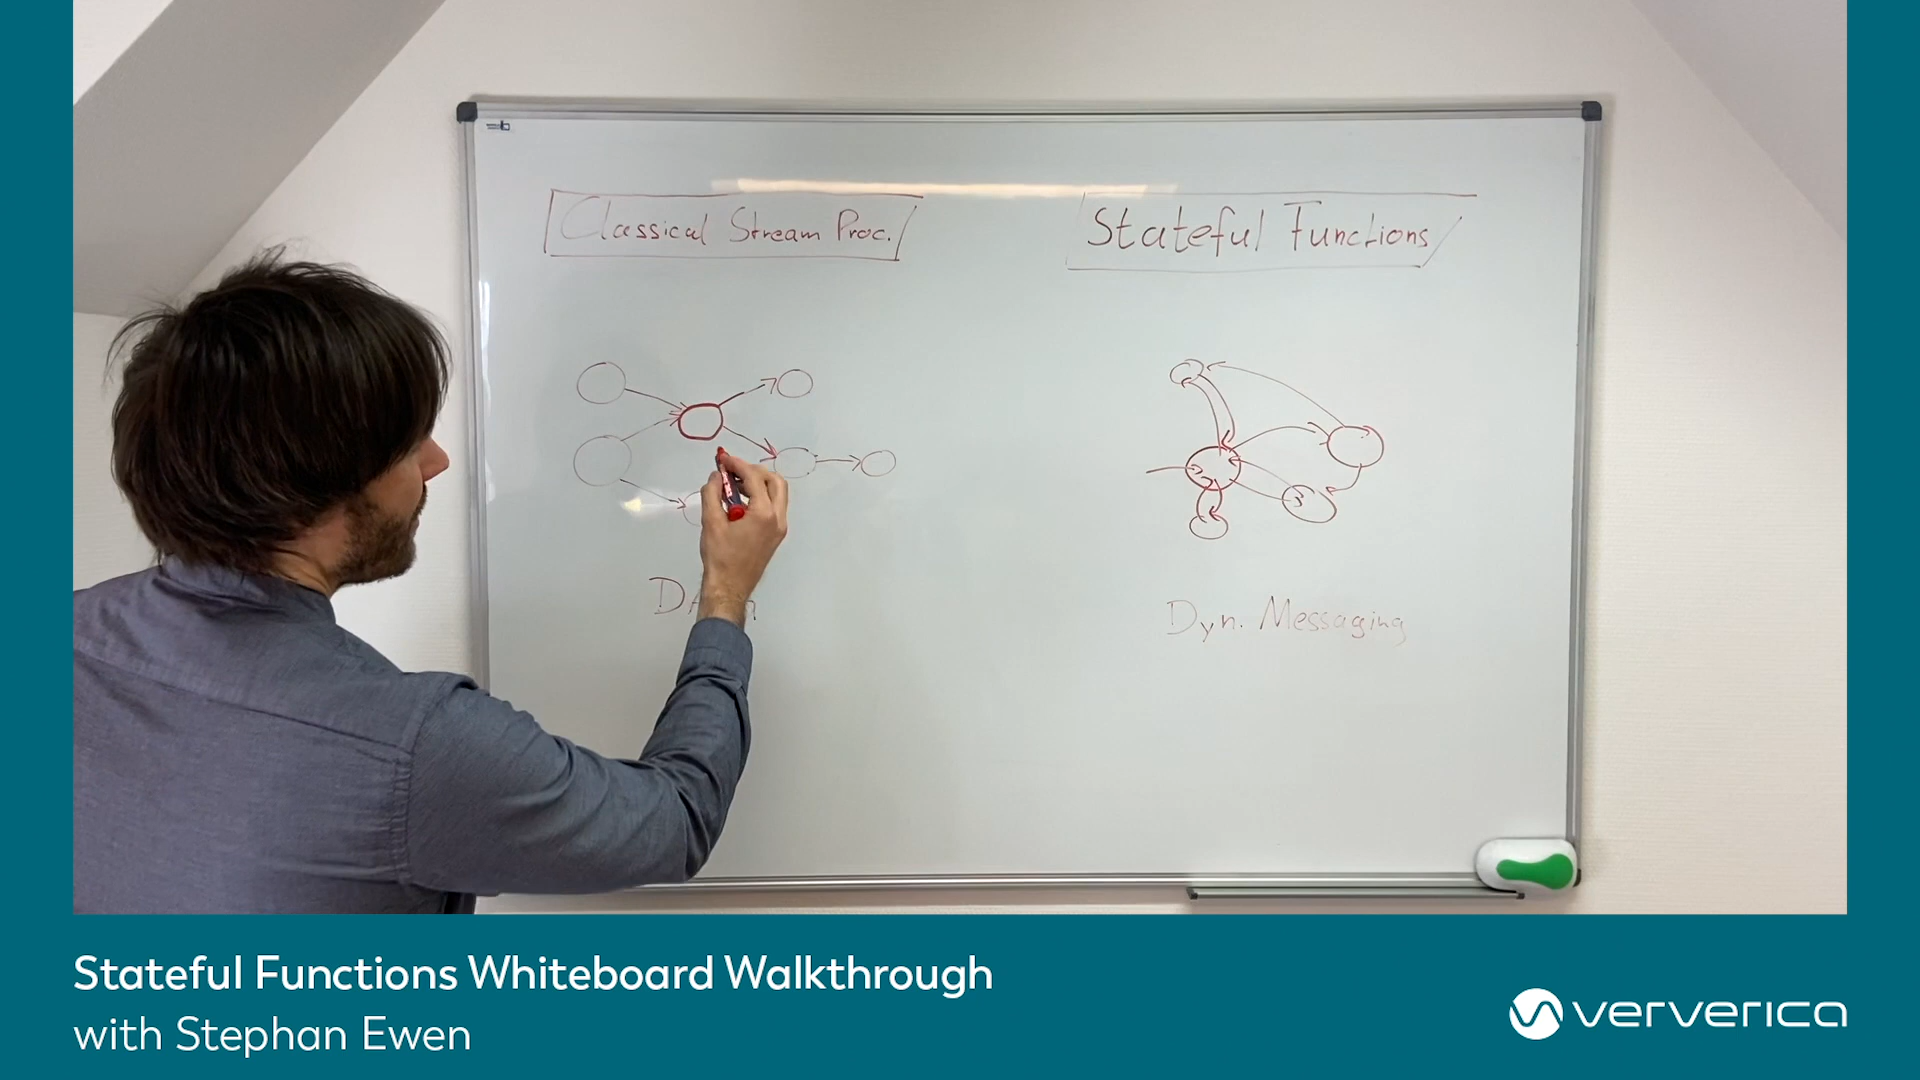 Classical Stream Proc.
Stateful Functions
Dyn. Messaging
Stateful Functions Whiteboard Walkthrough
with Stephan Ewen
ververica